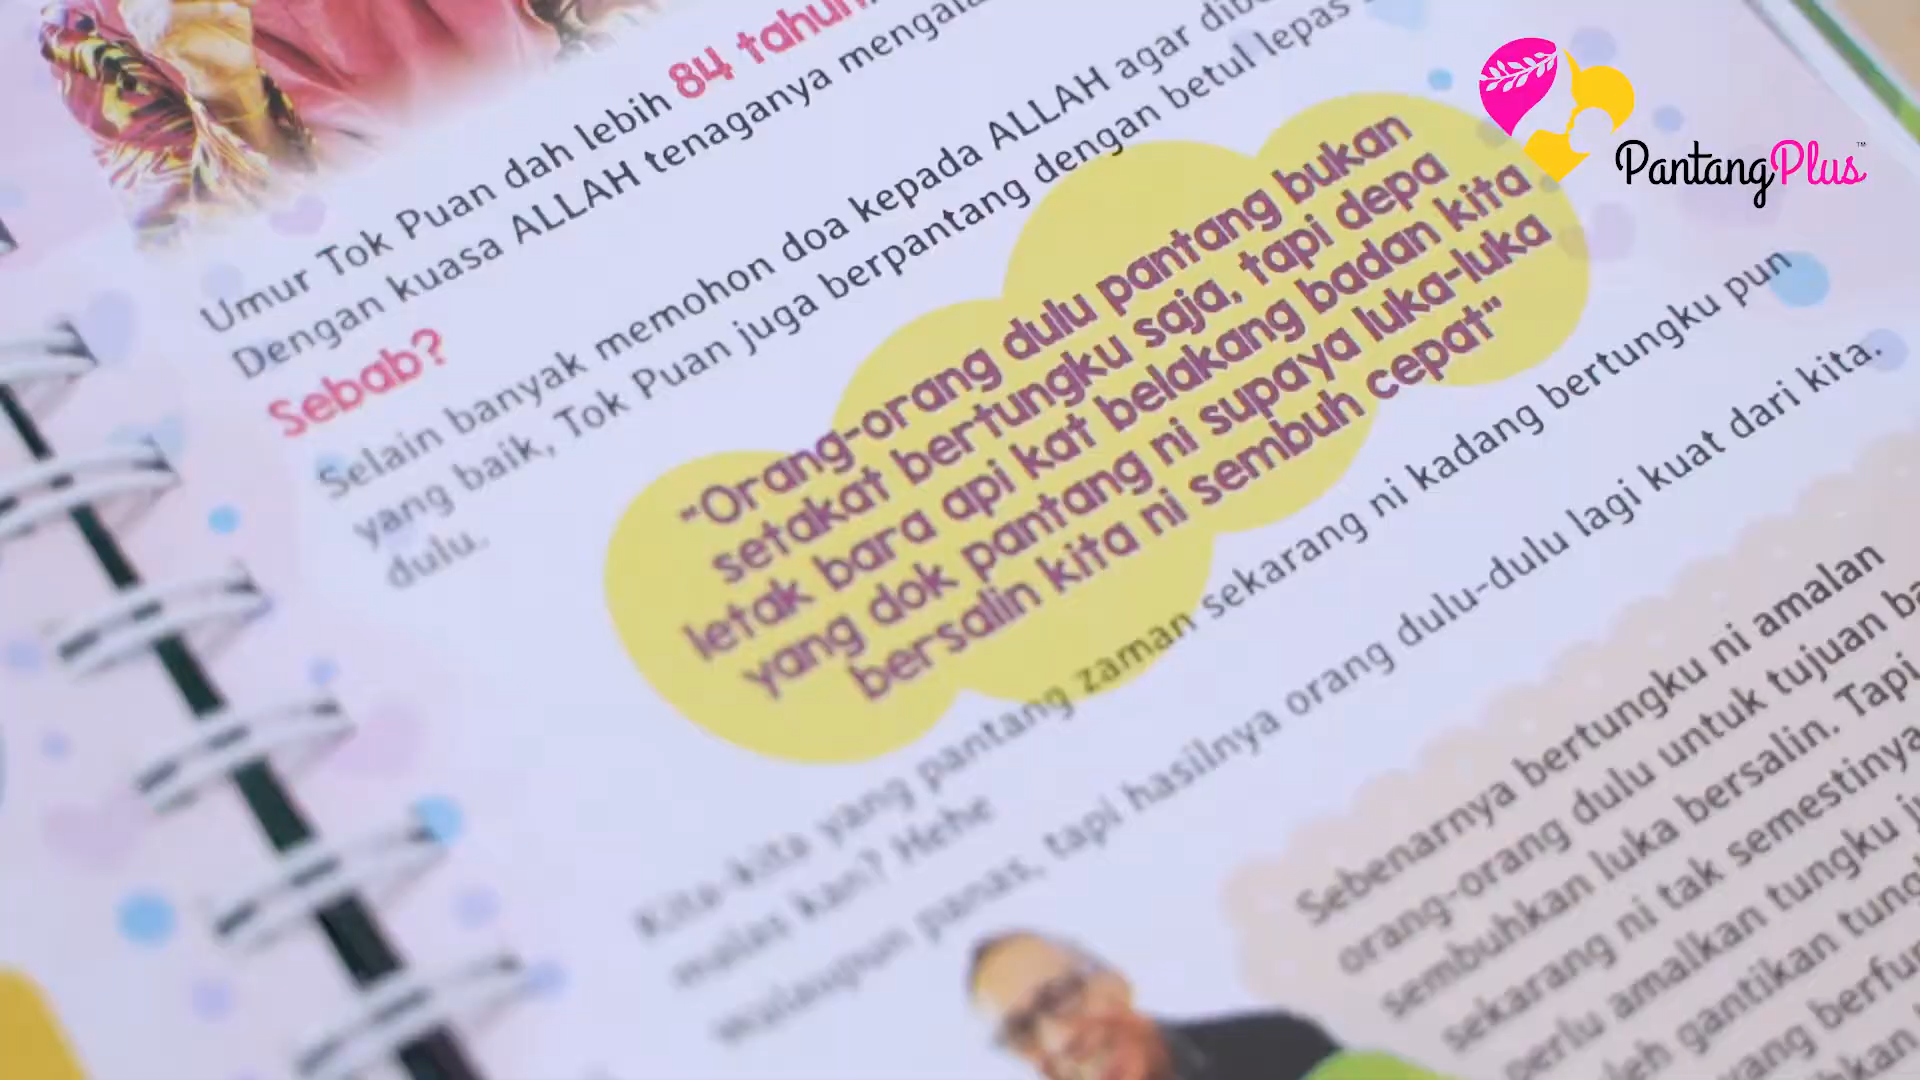 84 tahun.
Umur Tok Puan dah lebih
Dengan kuasa ALLAH tenaganya
Sebab?
Selain banyak memohon doa kepada ALLAH agar
yang baik, Tok Puan juga berpantang dengan betul lepas
dulu.
"Orang-orang dulu pantang bukan
setakat bertungku saja, tapi depa
letak bara api kat belakang badan kita
yang dok pantang ni supaya luka-luka
bersalin kita ni sembuh cepat"
Kita-kita yang pantang zaman sekarang ni kadang bertungku pun
malas kan? Hehe
walaupun panas, tapi hasilnya orang dulu-dulu lagi kuat dari kita.
Sebenarnya bertungku ni amalan
orang-orang dulu untuk tujuan
sembuhkan luka bersalin. Tapi
sekarang ni tak semestinya
perlu amalkan tungku
gantikan
yang
PantangPlus™